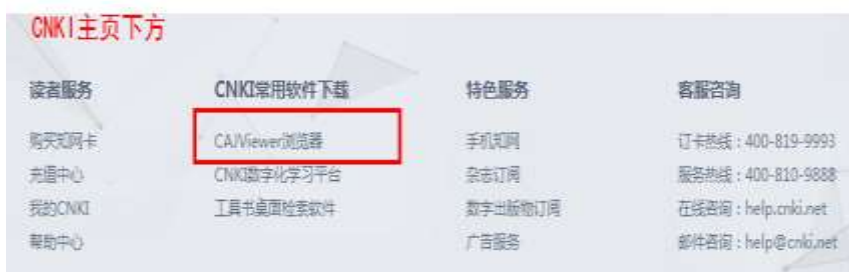 CNKI主页下方
读者服务 CNKI常用软件下载 特色服务 客服咨询
购买知网卡 CAJViewer浏览器 手机知网 订卡热线：400-819-9993
充值中心 CNKI数字化学习平台 杂志订阅 服务热线：400-810-9888
我的CNKI 工具书桌面检索软件 数字出版物订阅 在线咨询：help.cnki.net
帮助中心 广告服务 邮件咨询：help@cnki.net